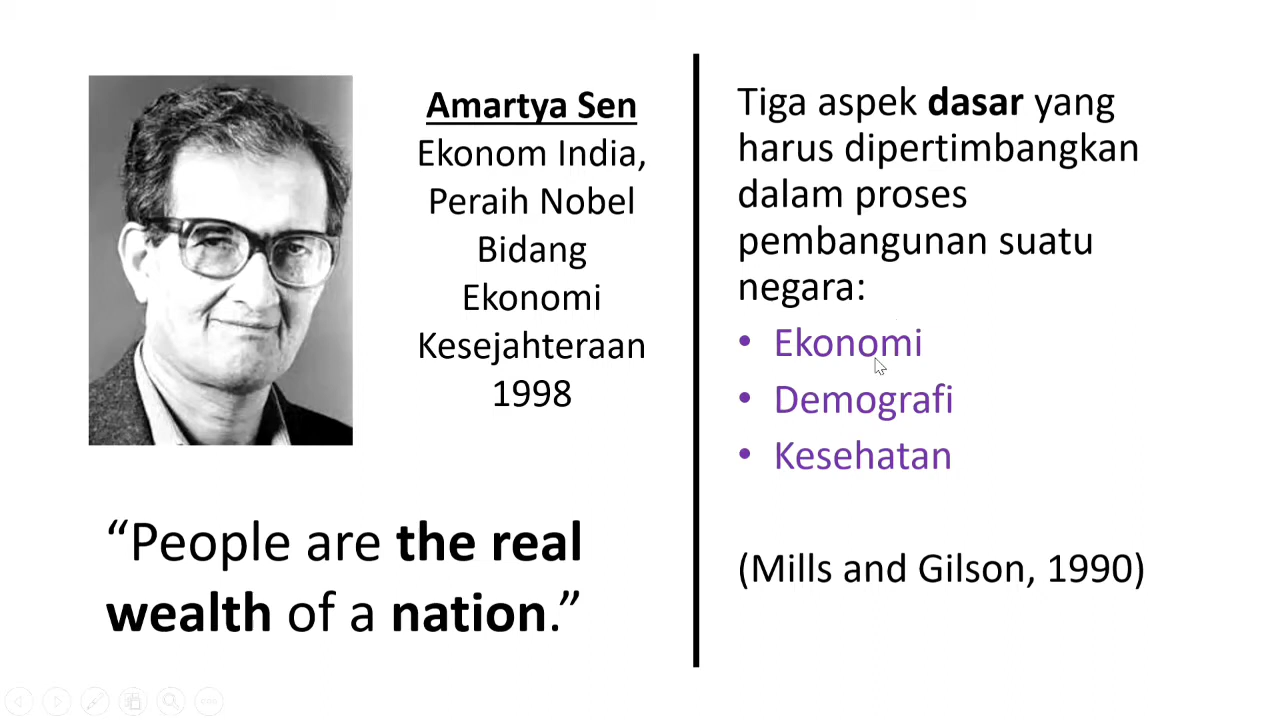 Amartya Sen
Ekonom India,
Peraih Nobel
Bidang
Ekonomi
Kesejahteraan
1998
“People are the real
wealth of a nation.”
Tiga aspek dasar yang
harus dipertimbangkan
dalam proses
pembangunan suatu
negara:
• Ekonomi
• Demografi
• Kesehatan
(Mills and Gilson, 1990)